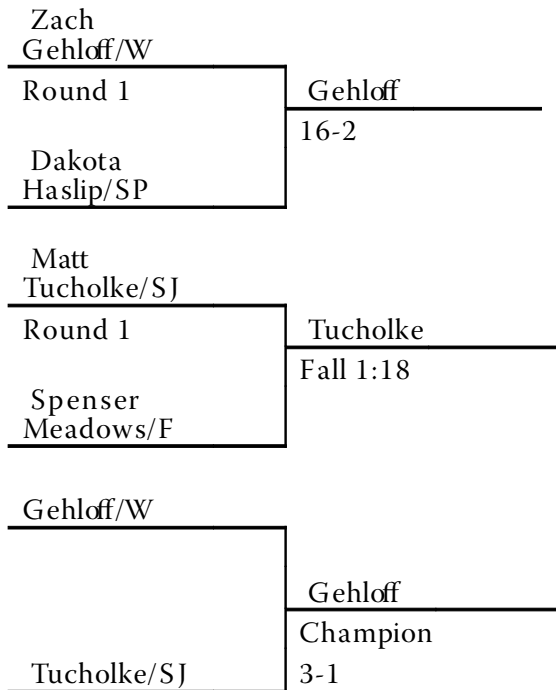 Zach
Gehloff/W
Round 1
Gehloff
16-2
Dakota
Haslip/SP
Matt
Tucholke/SJ
Round 1
Tucholke
Fall 1:18
Spenser
Meadows/F
Gehloff/W
Gehloff
Champion
Tucholke/SJ
3-1